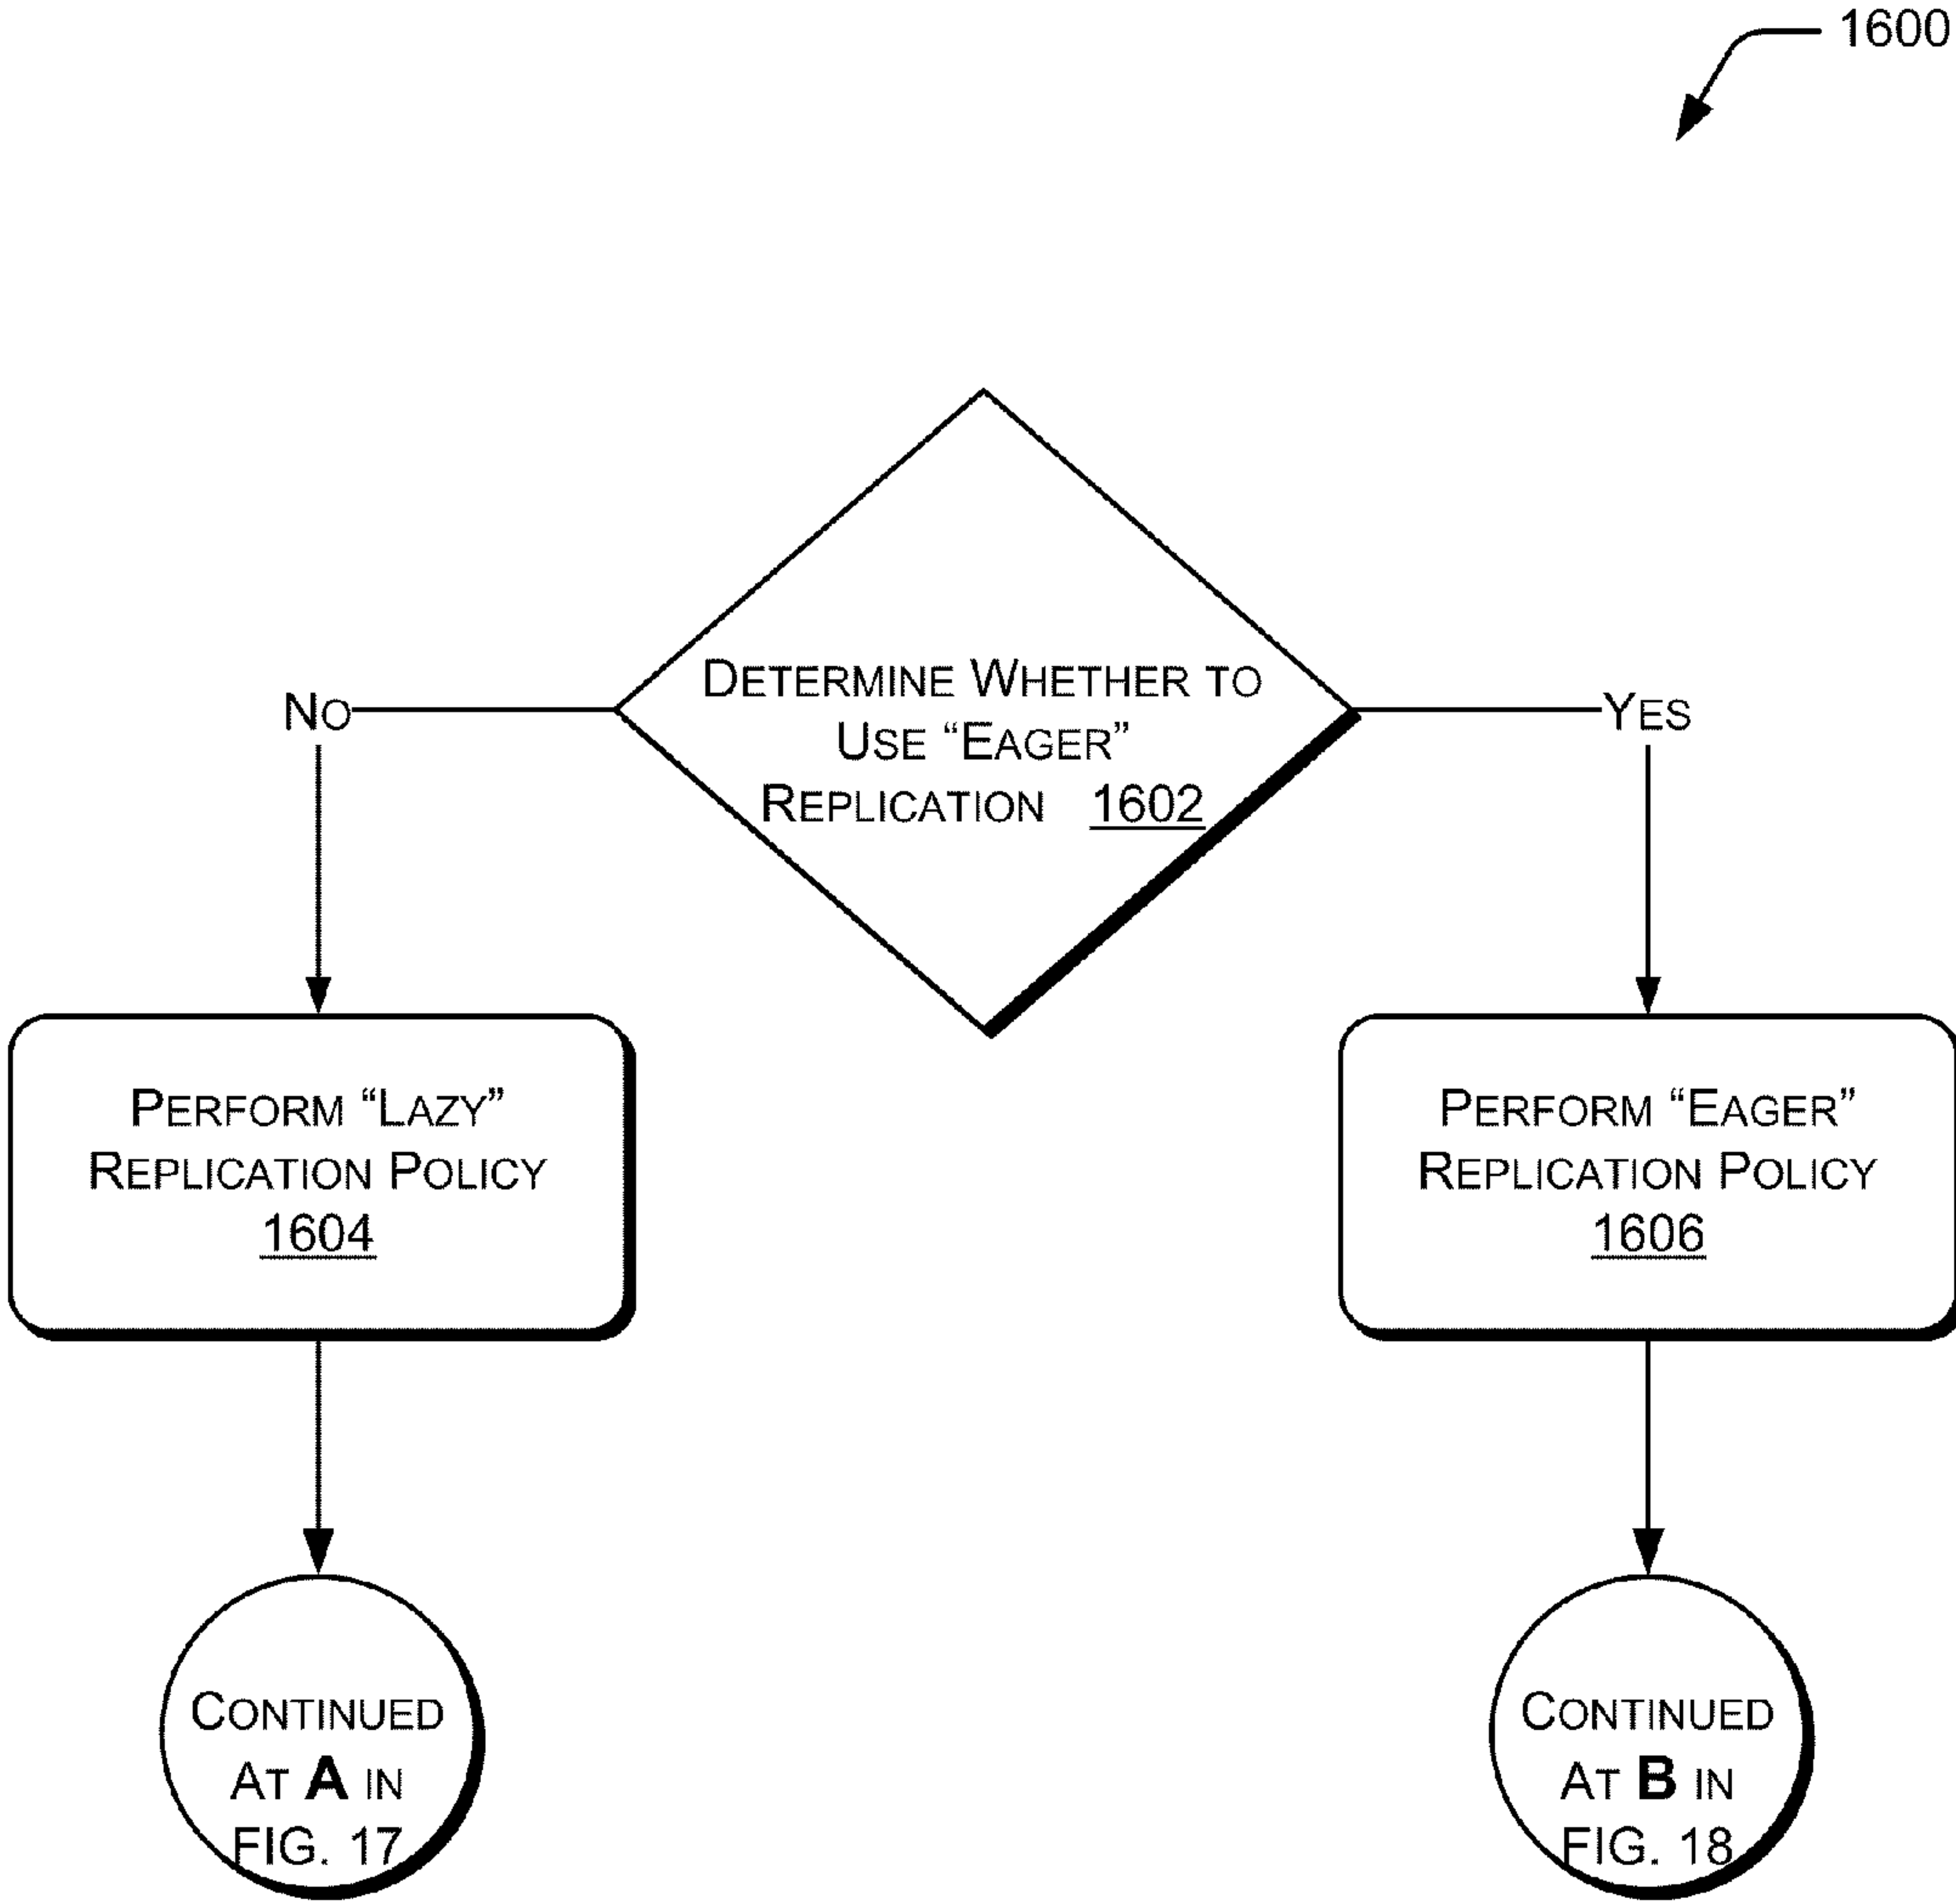 1600
DETERMINE WHETHER TO
USE “EAGER”
REPLICATION 1602
NO
YES
PERFORM “LAZY”
REPLICATION POLICY
1604
PERFORM “EAGER”
REPLICATION POLICY
1606
CONTINUED
AT A IN
FIG. 17
CONTINUED
AT B IN
FIG. 18